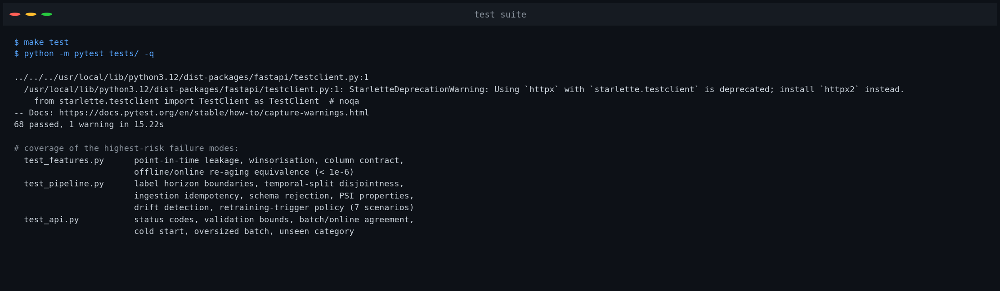 test suite
$ make test
$ python -m pytest tests/ -q
../../../usr/local/lib/python3.12/dist-packages/fastapi/testclient.py:1
  /usr/local/lib/python3.12/dist-packages/fastapi/testclient.py:1: StarletteDeprecationWarning: Using `httpx` with `starlette.testclient` is deprecated; install `httpx2` instead.
    from starlette.testclient import TestClient as TestClient  # noqa
-- Docs: https://docs.pytest.org/en/stable/how-to/capture-warnings.html
68 passed, 1 warning in 15.22s
# coverage of the highest-risk failure modes:
  test_features.py      point-in-time leakage, winsorisation, column contract,
                        offline/online re-aging equivalence (< 1e-6)
  test_pipeline.py      label horizon boundaries, temporal-split disjointness,
                        ingestion idempotency, schema rejection, PSI properties,
                        drift detection, retraining-trigger policy (7 scenarios)
  test_api.py           status codes, validation bounds, batch/online agreement,
                        cold start, oversized batch, unseen category